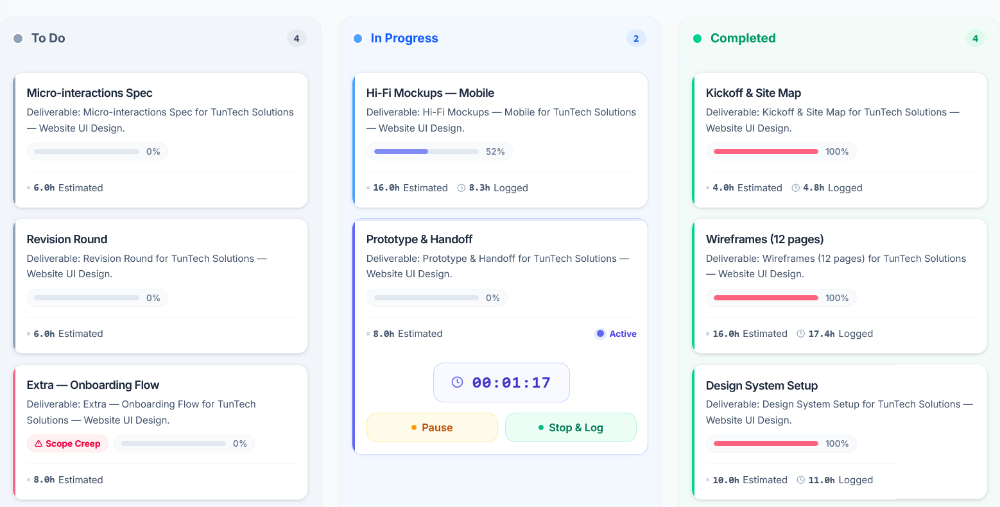 To Do
4
Micro-interactions Spec
Deliverable: Micro-interactions Spec for TunTech Solutions
— Website UI Design.
0%
6.0h Estimated
Revision Round
Deliverable: Revision Round for TunTech Solutions —
Website UI Design.
0%
6.0h Estimated
Extra — Onboarding Flow
Deliverable: Extra — Onboarding Flow for TunTech
Solutions — Website UI Design.
Scope Creep 0%
8.0h Estimated
In Progress
2
Hi-Fi Mockups — Mobile
Deliverable: Hi-Fi Mockups — Mobile for TunTech Solutions
— Website UI Design.
52%
16.0h Estimated 8.3h Logged
Prototype & Handoff
Deliverable: Prototype & Handoff for TunTech Solutions —
Website UI Design.
0%
8.0h Estimated Active
00:01:17
Pause Stop & Log
Completed
4
Kickoff & Site Map
Deliverable: Kickoff & Site Map for TunTech Solutions —
Website UI Design.
100%
4.0h Estimated 4.8h Logged
Wireframes (12 pages)
Deliverable: Wireframes (12 pages) for TunTech Solutions
— Website UI Design.
100%
16.0h Estimated 17.4h Logged
Design System Setup
Deliverable: Design System Setup for TunTech Solutions —
Website UI Design.
100%
10.0h Estimated 11.0h Logged